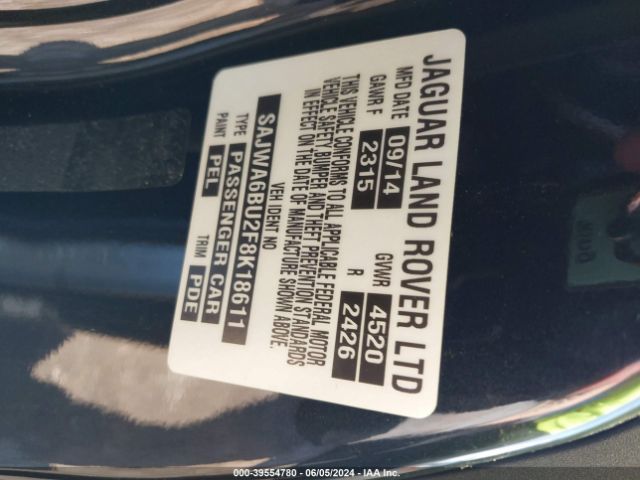 JAGUAR LAND ROVER LTD
MFD DATE 09/14 GVWR 4520
GAWR F 2315 R 2426
THIS VEHICLE CONFORMS TO ALL APPLICABLE FEDERAL MOTOR
VEHICLE SAFETY BUMPER AND THEFT PREVENTION STANDARDS
IN EFFECT ON THE DATE OF MANUFACTURE SHOWN ABOVE.
VEH IDENT NO
SAJWA6BU2F8K18611
TYPE PASSENGER CAR
PAINT PEL TRIM PDE
000-39554780 - 06/05/2024 - IAA Inc.